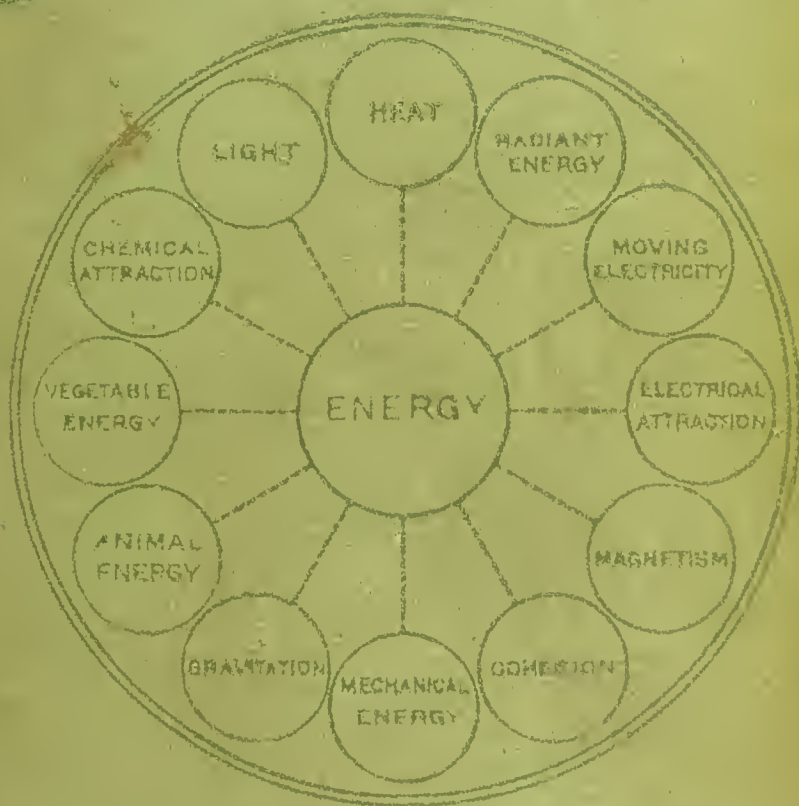 HEAT
RADIANT
ENERGY
MOVING
ELECTRICITY
ELECTRICAL
ATTRACTION
MAGNETISM
COHESION
MECHANICAL
ENERGY
GRAVITATION
ANIMAL
ENERGY
VEGETABLE
ENERGY
CHEMICAL
ATTRACTION
LIGHT
ENERGY